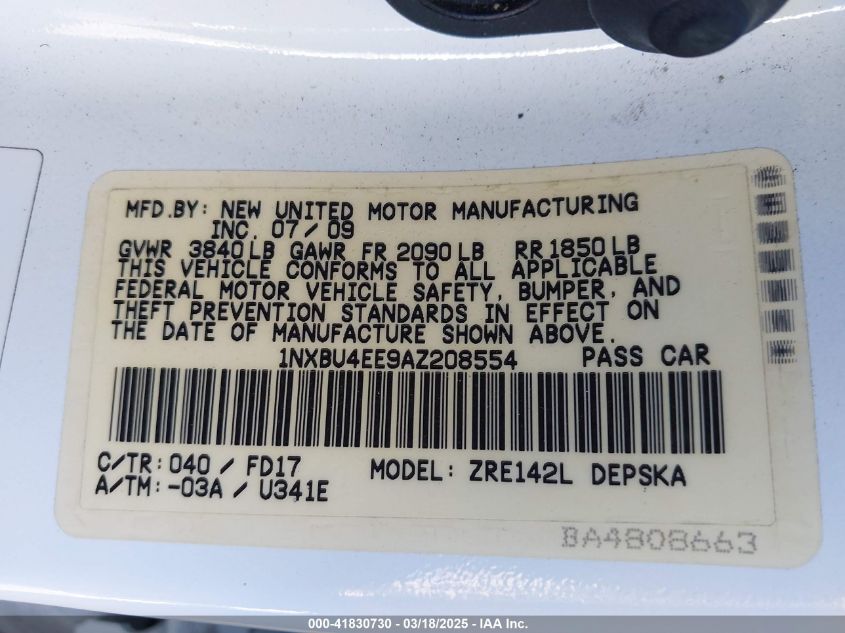 MFD.BY: NEW UNITED MOTOR MANUFACTURING
INC. 07/09
GVWR 3840LB GAWR FR 2090LB RR 1850LB
THIS VEHICLE CONFORMS TO ALL APPLICABLE
FEDERAL MOTOR VEHICLE SAFETY, BUMPER, AND
THEFT PREVENTION STANDARDS IN EFFECT ON
THE DATE OF MANUFACTURE SHOWN ABOVE.
1NXBU4EE9AZ208554 PASS CAR
C/TR: 040 / FD17 MODEL: ZRE142L DEPSKA
A/TM: -03A / U341E
BA4808663
1000-41830730 - 03/18/2025 - IAA Inc.